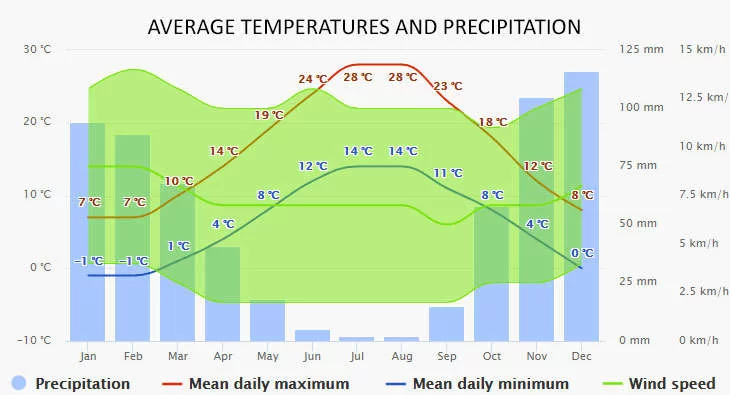 AVERAGE TEMPERATURES AND PRECIPITATION
30 °C 125 mm 15 km/h
28 °C 28 °C
24 °C 23 °C
100 mm 12.5 km/h
20 °C 19 °C 18 °C
14 °C 14 °C 14 °C 10 km/h
12 °C 11 °C 12 °C 75 mm
10 °C 10 °C 8 °C 8 °C 8 °C 7.5 km/h
7 °C 7 °C
4 °C 4 °C 50 mm
1 °C 5 km/h
0 °C −1 °C −1 °C 0 °C
25 mm 2.5 km/h
−10 °C 0 mm 0 km/h
Jan Feb Mar Apr May Jun Jul Aug Sep Oct Nov Dec
Precipitation Mean daily maximum Mean daily minimum Wind speed